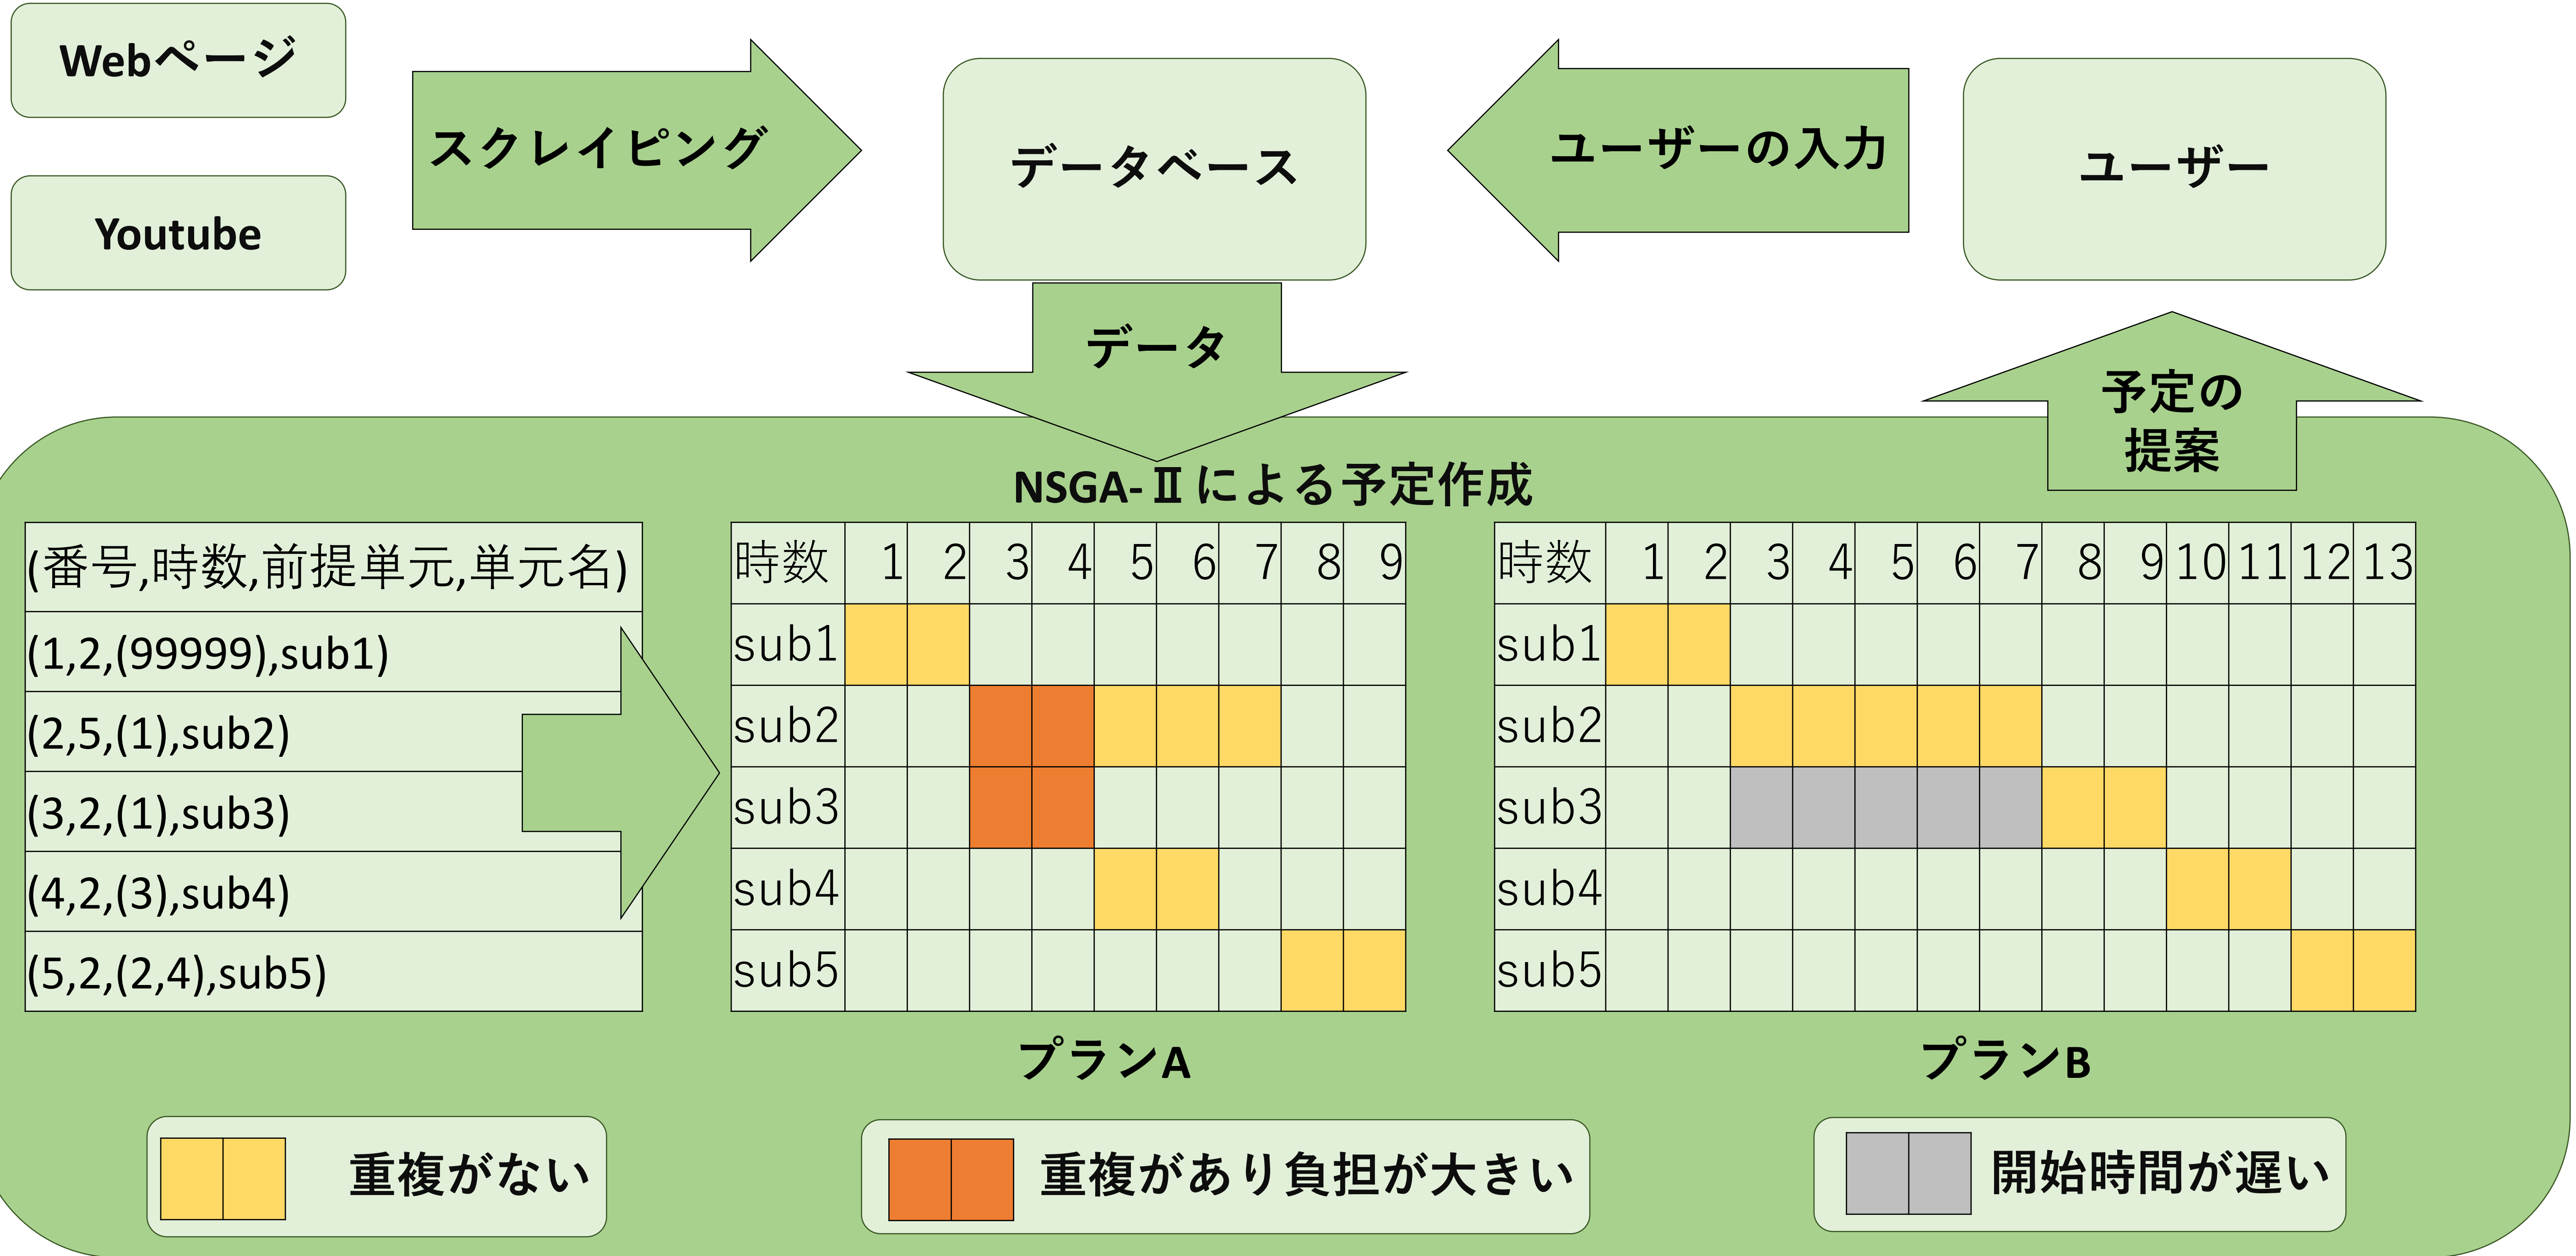 Webページ
Youtube
スクレイピング
データベース
ユーザーの入力
ユーザー
データ
予定の
提案
NSGA-Ⅱによる予定作成
(番号,時数,前提単元,単元名)
(1,2,(99999),sub1)
(2,5,(1),sub2)
(3,2,(1),sub3)
(4,2,(3),sub4)
(5,2,(2,4),sub5)
時数 1 2 3 4 5 6 7 8 9
sub1
sub2
sub3
sub4
sub5
プランA
時数 1 2 3 4 5 6 7 8 9 10 11 12 13
sub1
sub2
sub3
sub4
sub5
プランB
重複がない
重複があり負担が大きい
開始時間が遅い